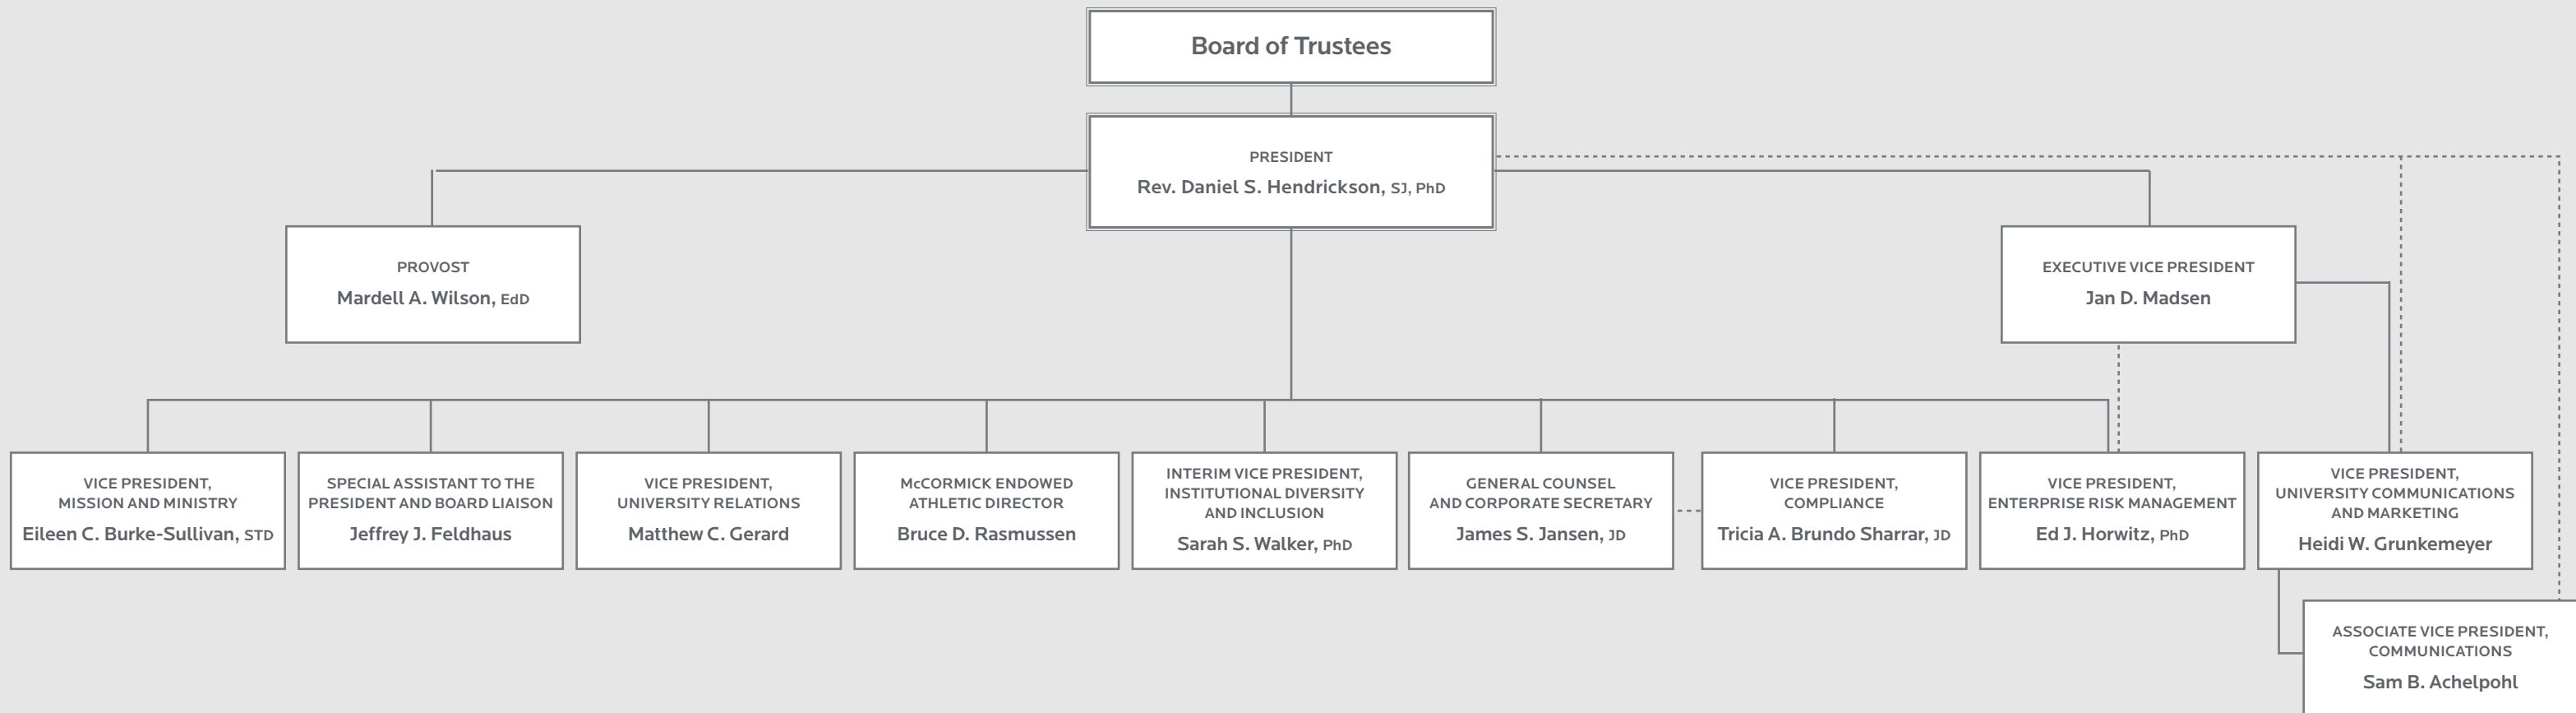 Board of Trustees
PRESIDENT
Rev. Daniel S. Hendrickson, SJ, PhD
PROVOST
Mardell A. Wilson, EdD
EXECUTIVE VICE PRESIDENT
Jan D. Madsen
VICE PRESIDENT,
MISSION AND MINISTRY
Eileen C. Burke-Sullivan, STD
SPECIAL ASSISTANT TO THE
PRESIDENT AND BOARD LIAISON
Jeffrey J. Feldhaus
VICE PRESIDENT,
UNIVERSITY RELATIONS
Matthew C. Gerard
McCORMICK ENDOWED
ATHLETIC DIRECTOR
Bruce D. Rasmussen
INTERIM VICE PRESIDENT,
INSTITUTIONAL DIVERSITY
AND INCLUSION
Sarah S. Walker, PhD
GENERAL COUNSEL
AND CORPORATE SECRETARY
James S. Jansen, JD
VICE PRESIDENT,
COMPLIANCE
Tricia A. Brundo Sharrar, JD
VICE PRESIDENT,
ENTERPRISE RISK MANAGEMENT
Ed J. Horwitz, PhD
VICE PRESIDENT,
UNIVERSITY COMMUNICATIONS
AND MARKETING
Heidi W. Grunkemeyer
ASSOCIATE VICE PRESIDENT,
COMMUNICATIONS
Sam B. Achelpohl